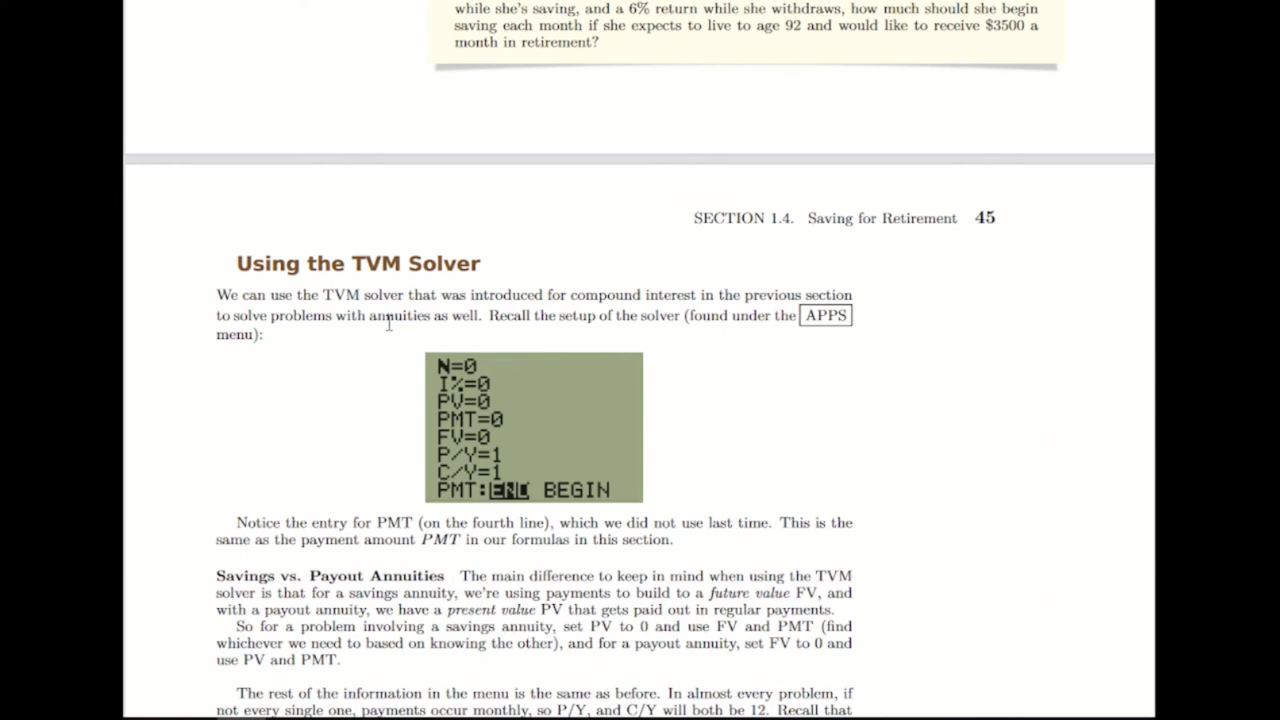 while she's saving, and a 6% return while she withdraws, how much should she begin
saving each month if she expects to live to age 92 and would like to receive $3500 a
month in retirement?
SECTION 1.4. Saving for Retirement 45
Using the TVM Solver
We can use the TVM solver that was introduced for compound interest in the previous section
to solve problems with annuities as well. Recall the setup of the solver (found under the APPS
menu):
N=0
I%=0
PV=0
PMT=0
FV=0
P/Y=1
C/Y=1
PMT:END BEGIN
Notice the entry for PMT (on the fourth line), which we did not use last time. This is the
same as the payment amount PMT in our formulas in this section.
Savings vs. Payout Annuities The main difference to keep in mind when using the TVM
solver is that for a savings annuity, we're using payments to build to a future value FV, and
with a payout annuity, we have a present value PV that gets paid out in regular payments.
So for a problem involving a savings annuity, set PV to 0 and use FV and PMT (find
whichever we need to based on knowing the other), and for a payout annuity, set FV to 0 and
use PV and PMT.
The rest of the information in the menu is the same as before. In almost every problem, if
not every single one, payments occur monthly, so P/Y, and C/Y will both be 12. Recall that